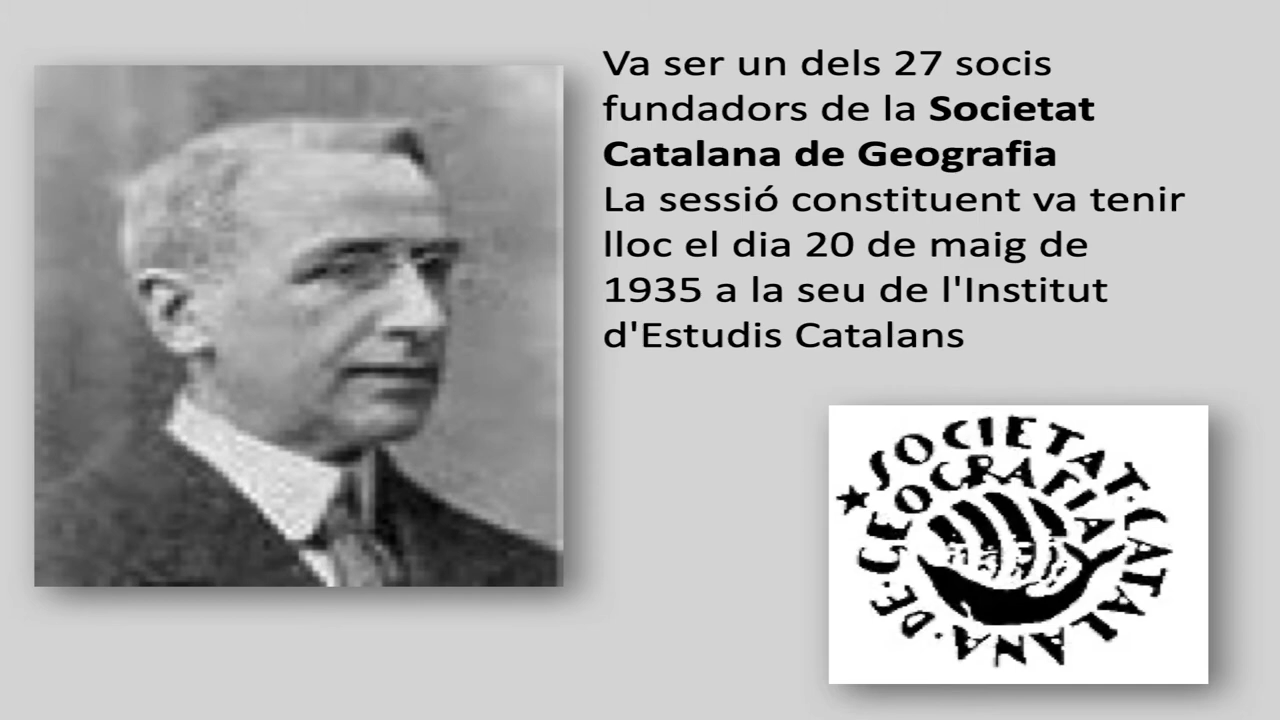 Va ser un dels 27 socis
fundadors de la Societat
Catalana de Geografia
La sessió constituent va tenir
lloc el dia 20 de maig de
1935 a la seu de l'Institut
d'Estudis Catalans
SOCIETAT·CATALANA·DE·GEOGRAFIA